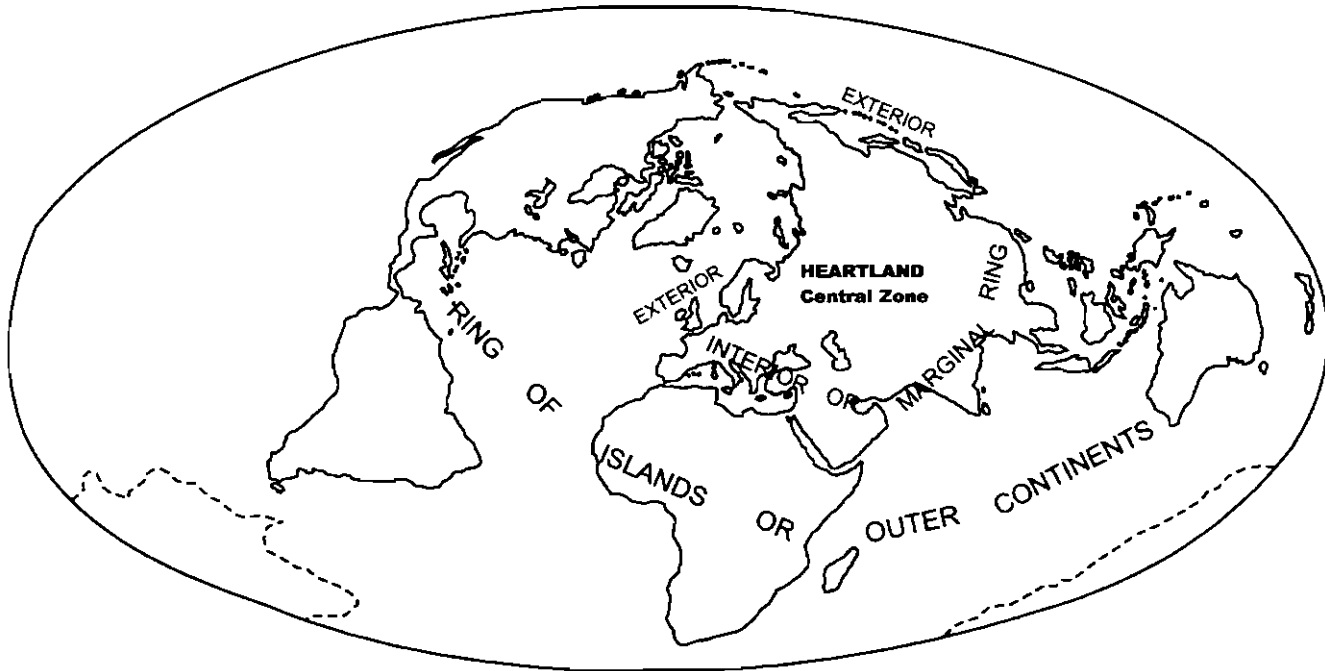 EXTERIOR
HEARTLAND
Central Zone
EXTERIOR
INTERIOR OR MARGINAL RING
RING OF ISLANDS OR OUTER CONTINENTS